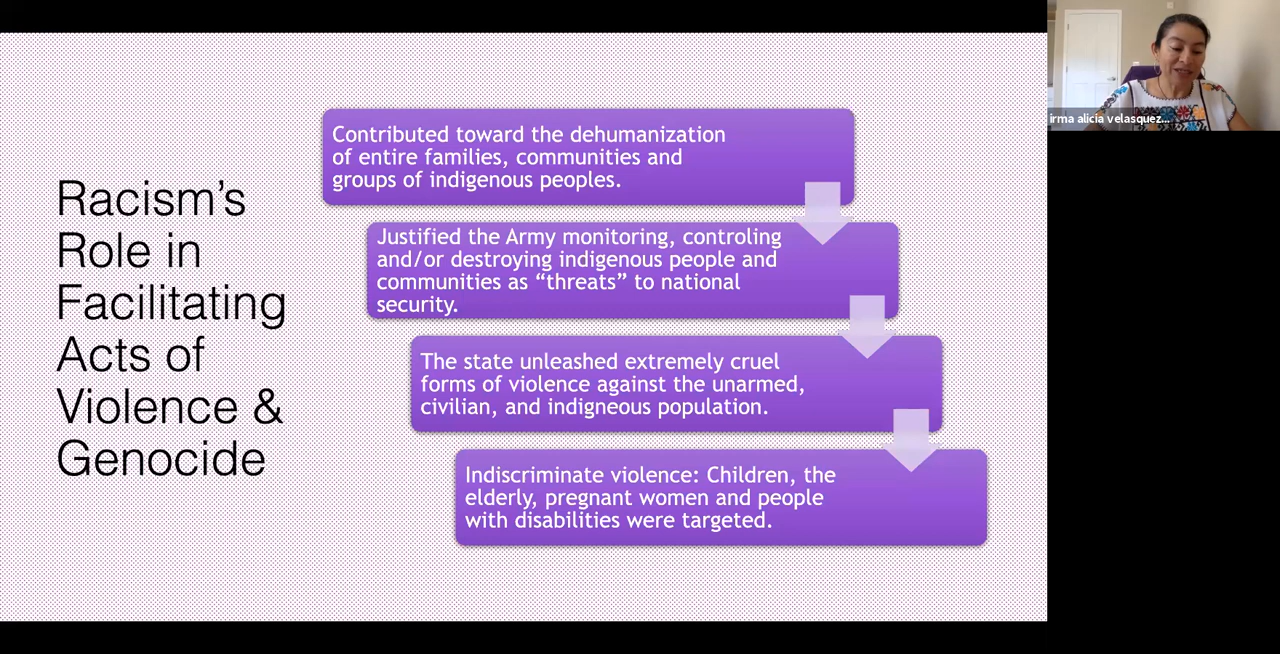 Racism’s
Role in
Facilitating
Acts of
Violence &
Genocide
Contributed toward the dehumanization
of entire families, communities and
groups of indigenous peoples.
Justified the Army monitoring, controling
and/or destroying indigenous people and
communities as “threats” to national
security.
The state unleashed extremely cruel
forms of violence against the unarmed,
civilian, and indigneous population.
Indiscriminate violence: Children, the
elderly, pregnant women and people
with disabilities were targeted.
irma alicia velasquez...